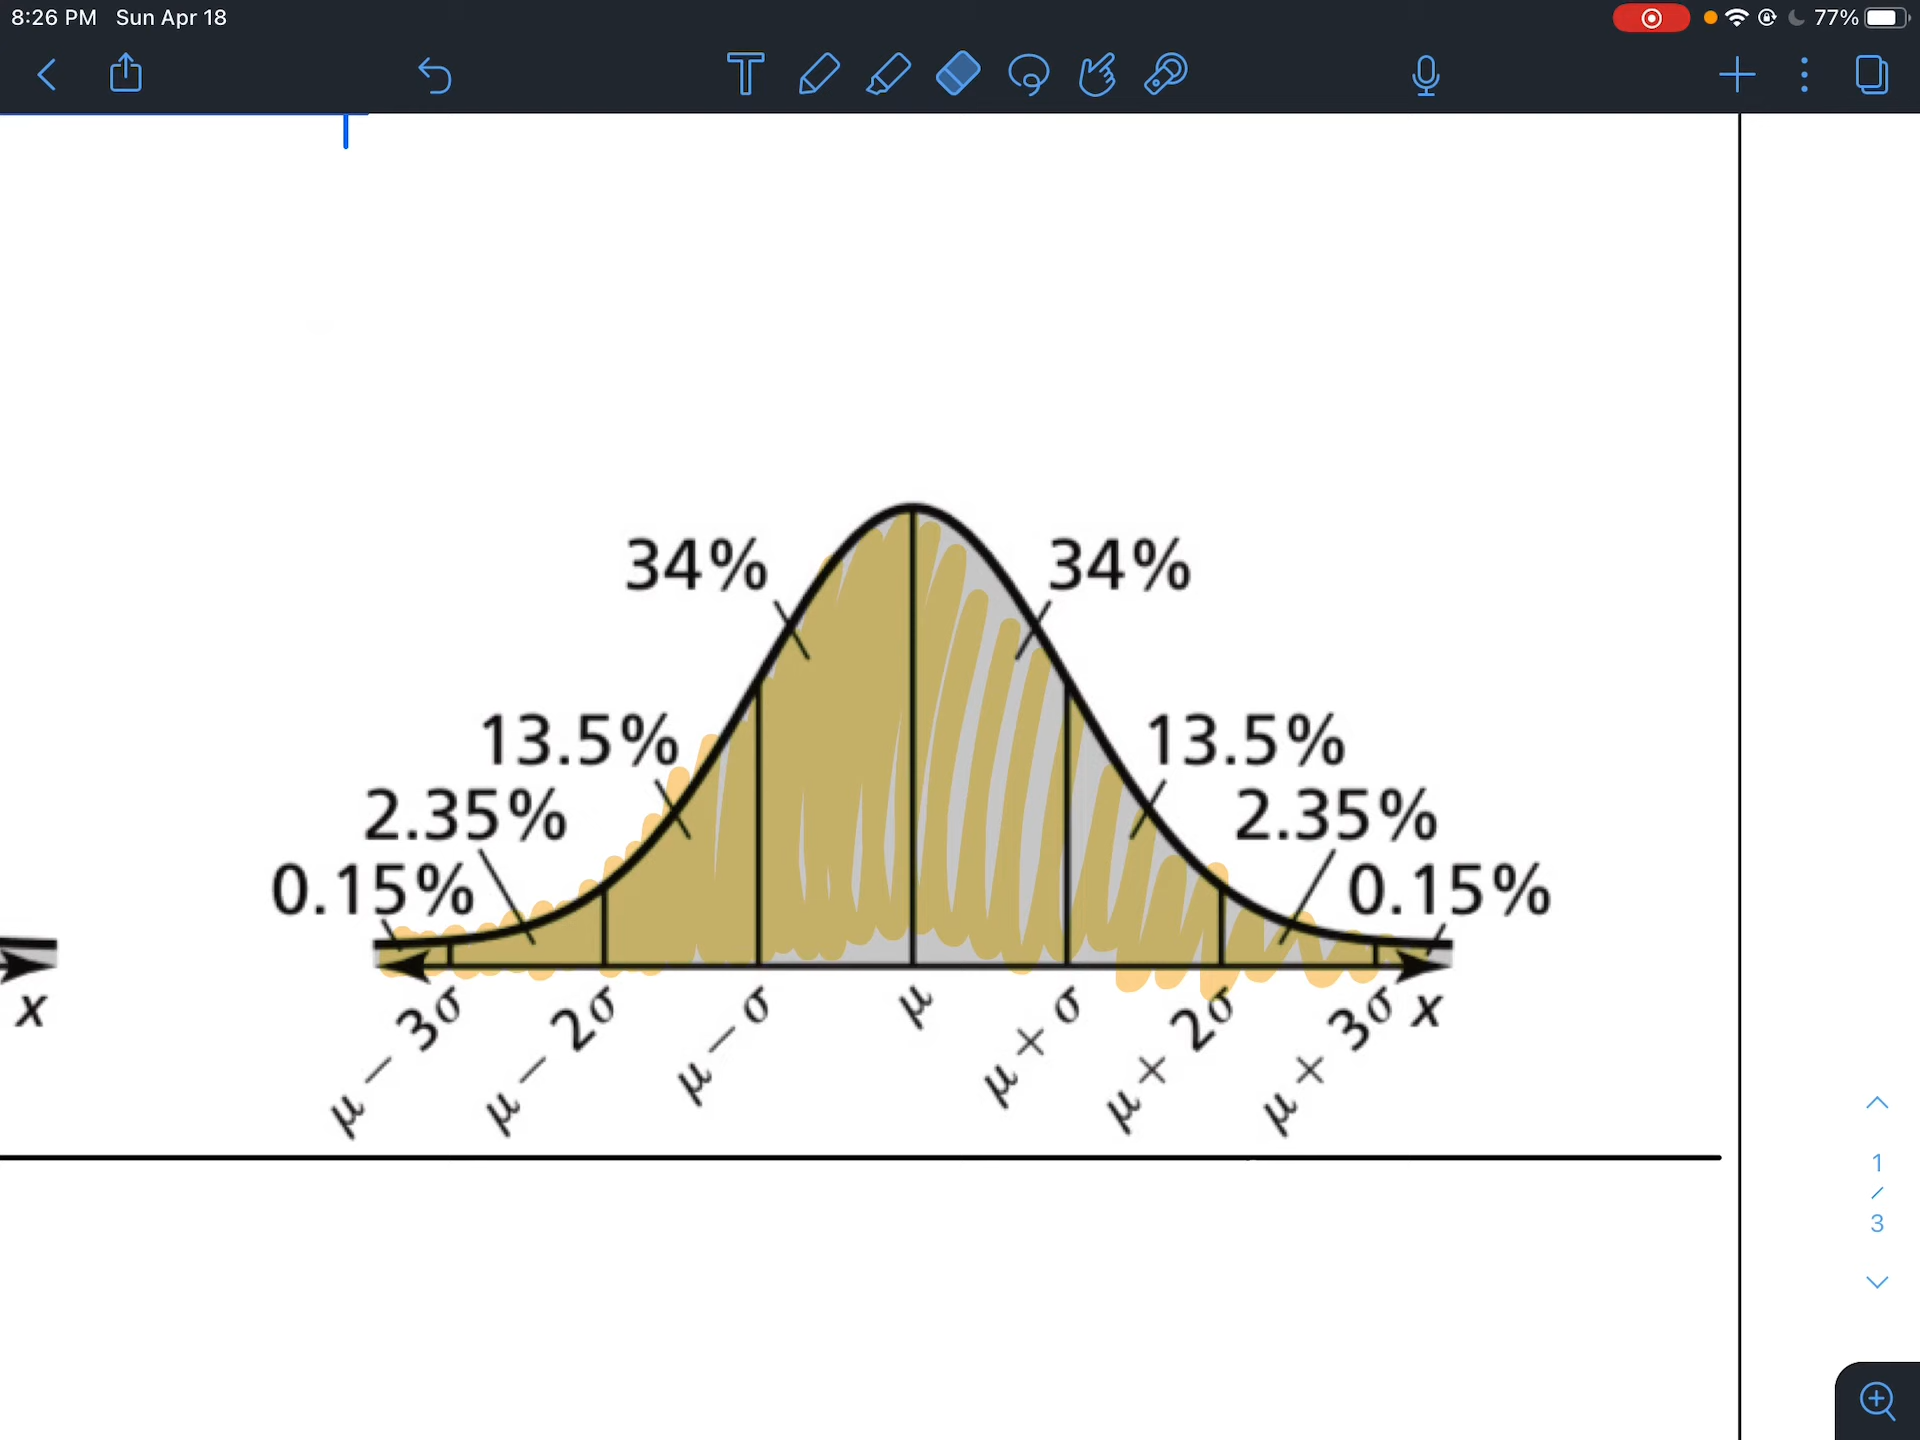 8:26 PM Sun Apr 18
77%
T
34% 34%
13.5% 13.5%
2.35% 2.35%
0.15% 0.15%
x
μ − 3σ μ − 2σ μ − σ μ μ + σ μ + 2σ μ + 3σ x
1
/
3